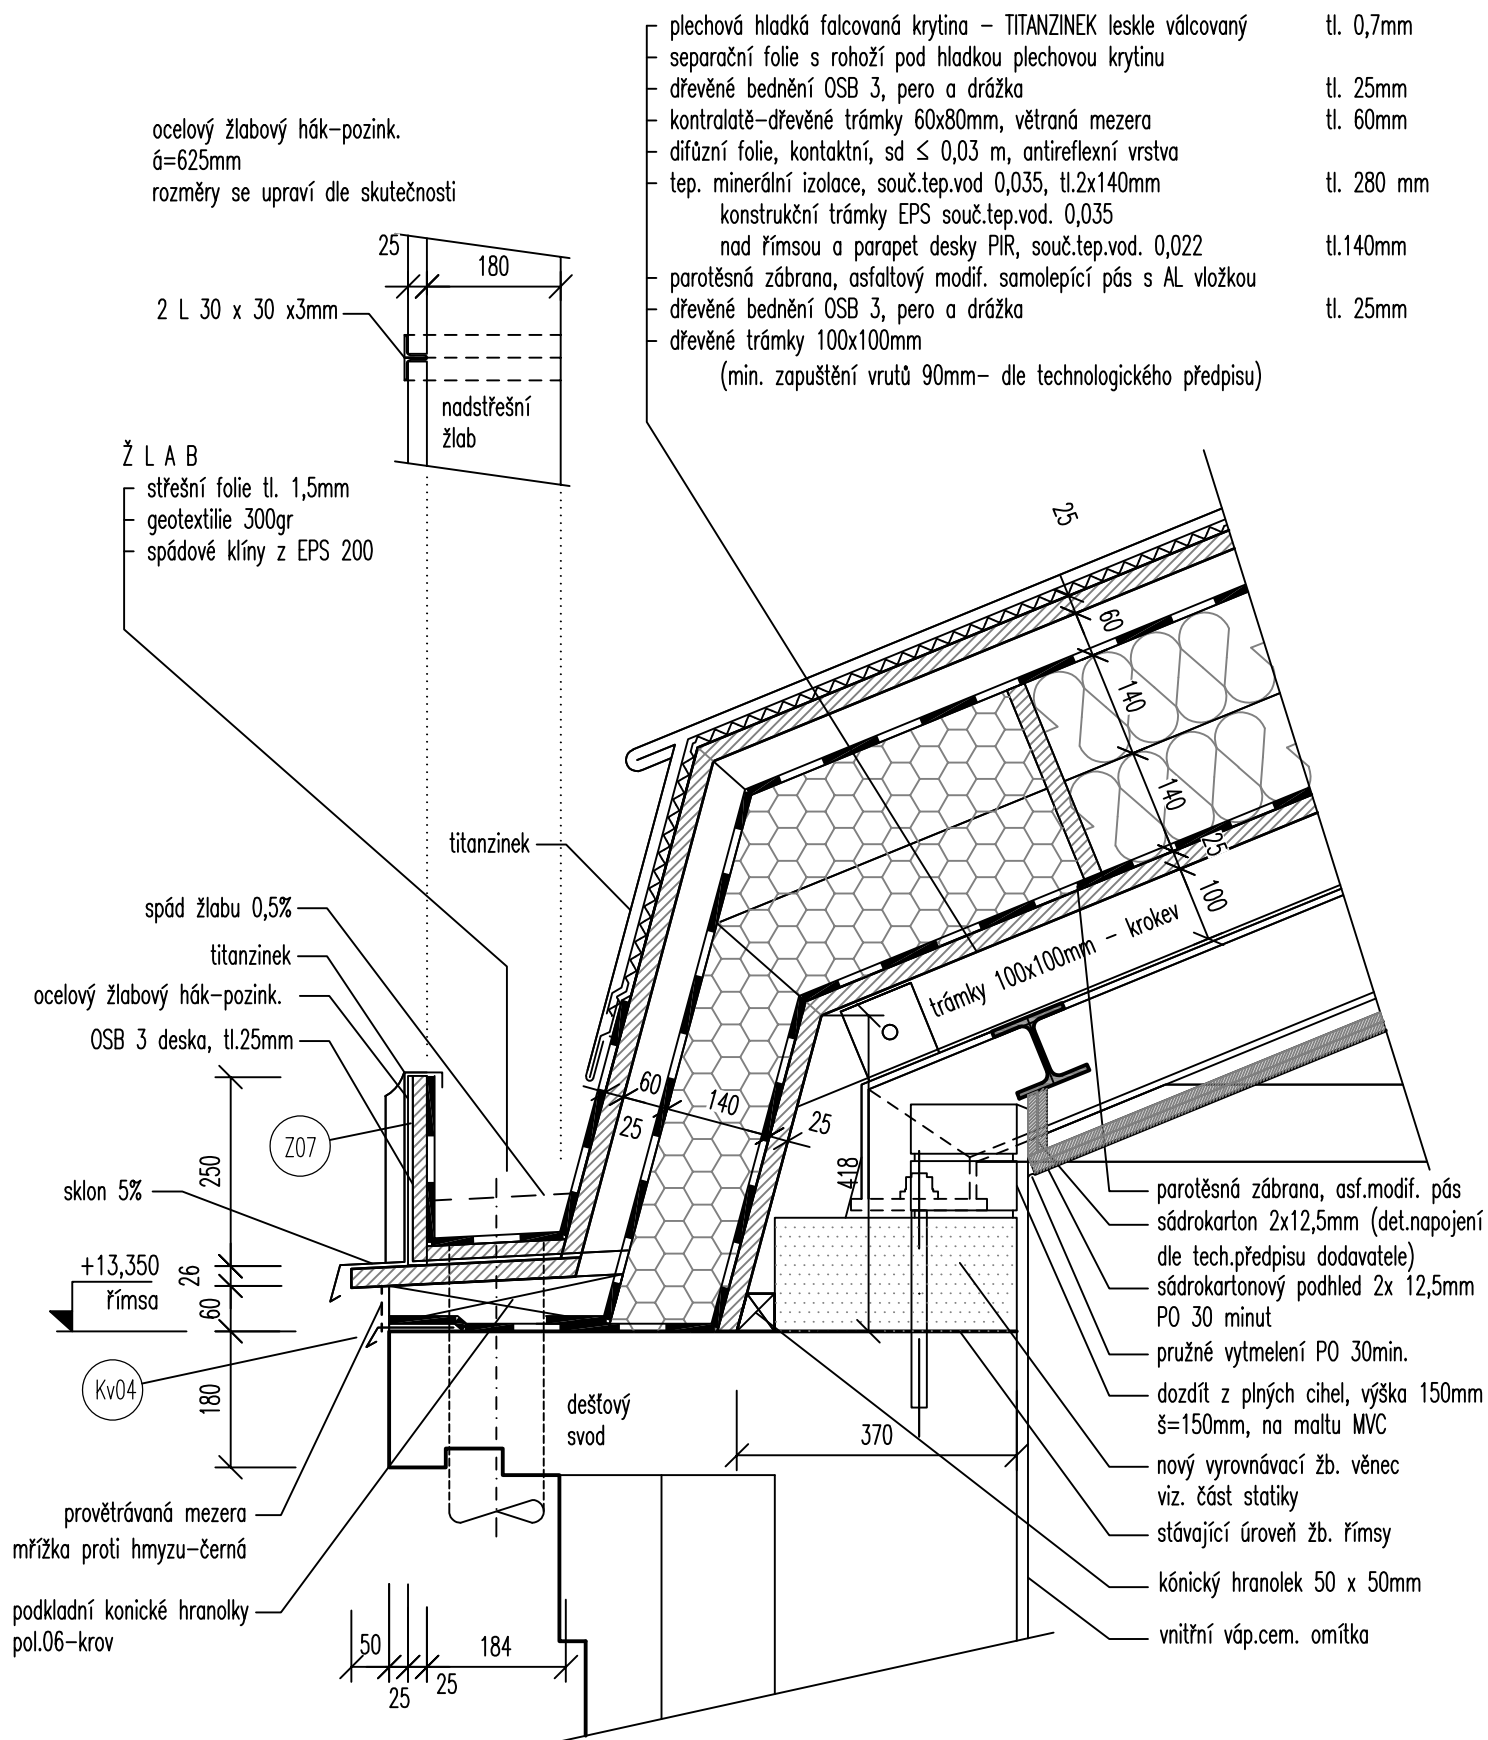 plechová hladká falcovaná krytina – TITANZINEK leskle válcovaný tl. 0,7mm
separační folie s rohoží pod hladkou plechovou krytinu
dřevěné bednění OSB 3, pero a drážka tl. 25mm
kontralatě-dřevěné trámky 60x80mm, větraná mezera tl. 60mm
difůzní folie, kontaktní, sd ≤ 0,03 m, antireflexní vrstva
tep. minerální izolace, souč.tep.vod 0,035, tl.2x140mm tl. 280 mm
konstrukční trámky EPS souč.tep.vod. 0,035
nad římsou a parapet desky PIR, souč.tep.vod. 0,022 tl.140mm
parotěsná zábrana, asfaltový modif. samolepící pás s AL vložkou
dřevěné bednění OSB 3, pero a drážka tl. 25mm
dřevěné trámky 100x100mm
(min. zapuštění vrutů 90mm- dle technologického předpisu)
ocelový žlabový hák-pozink.
á=625mm
rozměry se upraví dle skutečnosti
25
180
2 L 30 x 30 x3mm
nadstřešní
žlab
Ž L A B
střešní folie tl. 1,5mm
geotextilie 300gr
spádové klíny z EPS 200
25
60
140
140
25
100
trámky 100x100mm – krokev
titanzinek
spád žlabu 0,5%
titanzinek
ocelový žlabový hák-pozink.
OSB 3 deska, tl.25mm
Z07
sklon 5%
+13,350
římsa
Kv04
250
26
60
180
60
25
140
25
418
370
dešťový
svod
provětrávaná mezera
mřížka proti hmyzu-černá
podkladní konické hranolky
pol.06-krov
50
25
25
184
parotěsná zábrana, asf.modif. pás
sádrokarton 2x12,5mm (det.napojení
dle tech.předpisu dodavatele)
sádrokartonový podhled 2x 12,5mm
PO 30 minut
pružné vytmelení PO 30min.
dozdít z plných cihel, výška 150mm
š=150mm, na maltu MVC
nový vyrovnávací žb. věnec
viz. část statiky
stávající úroveň žb. římsy
kónický hranolek 50 x 50mm
vnitřní váp.cem. omítka